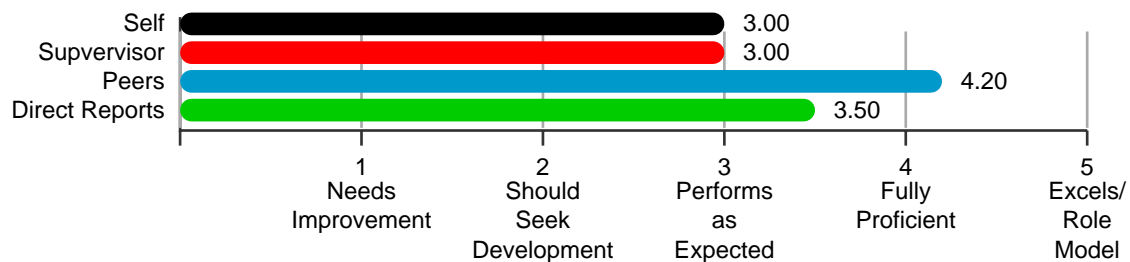 Self 3.00
Supvervisor 3.00
Peers 4.20
Direct Reports 3.50
1 2 3 4 5
Needs Should Performs Fully Excels/
Improvement Seek as Proficient Role
Development Expected Model